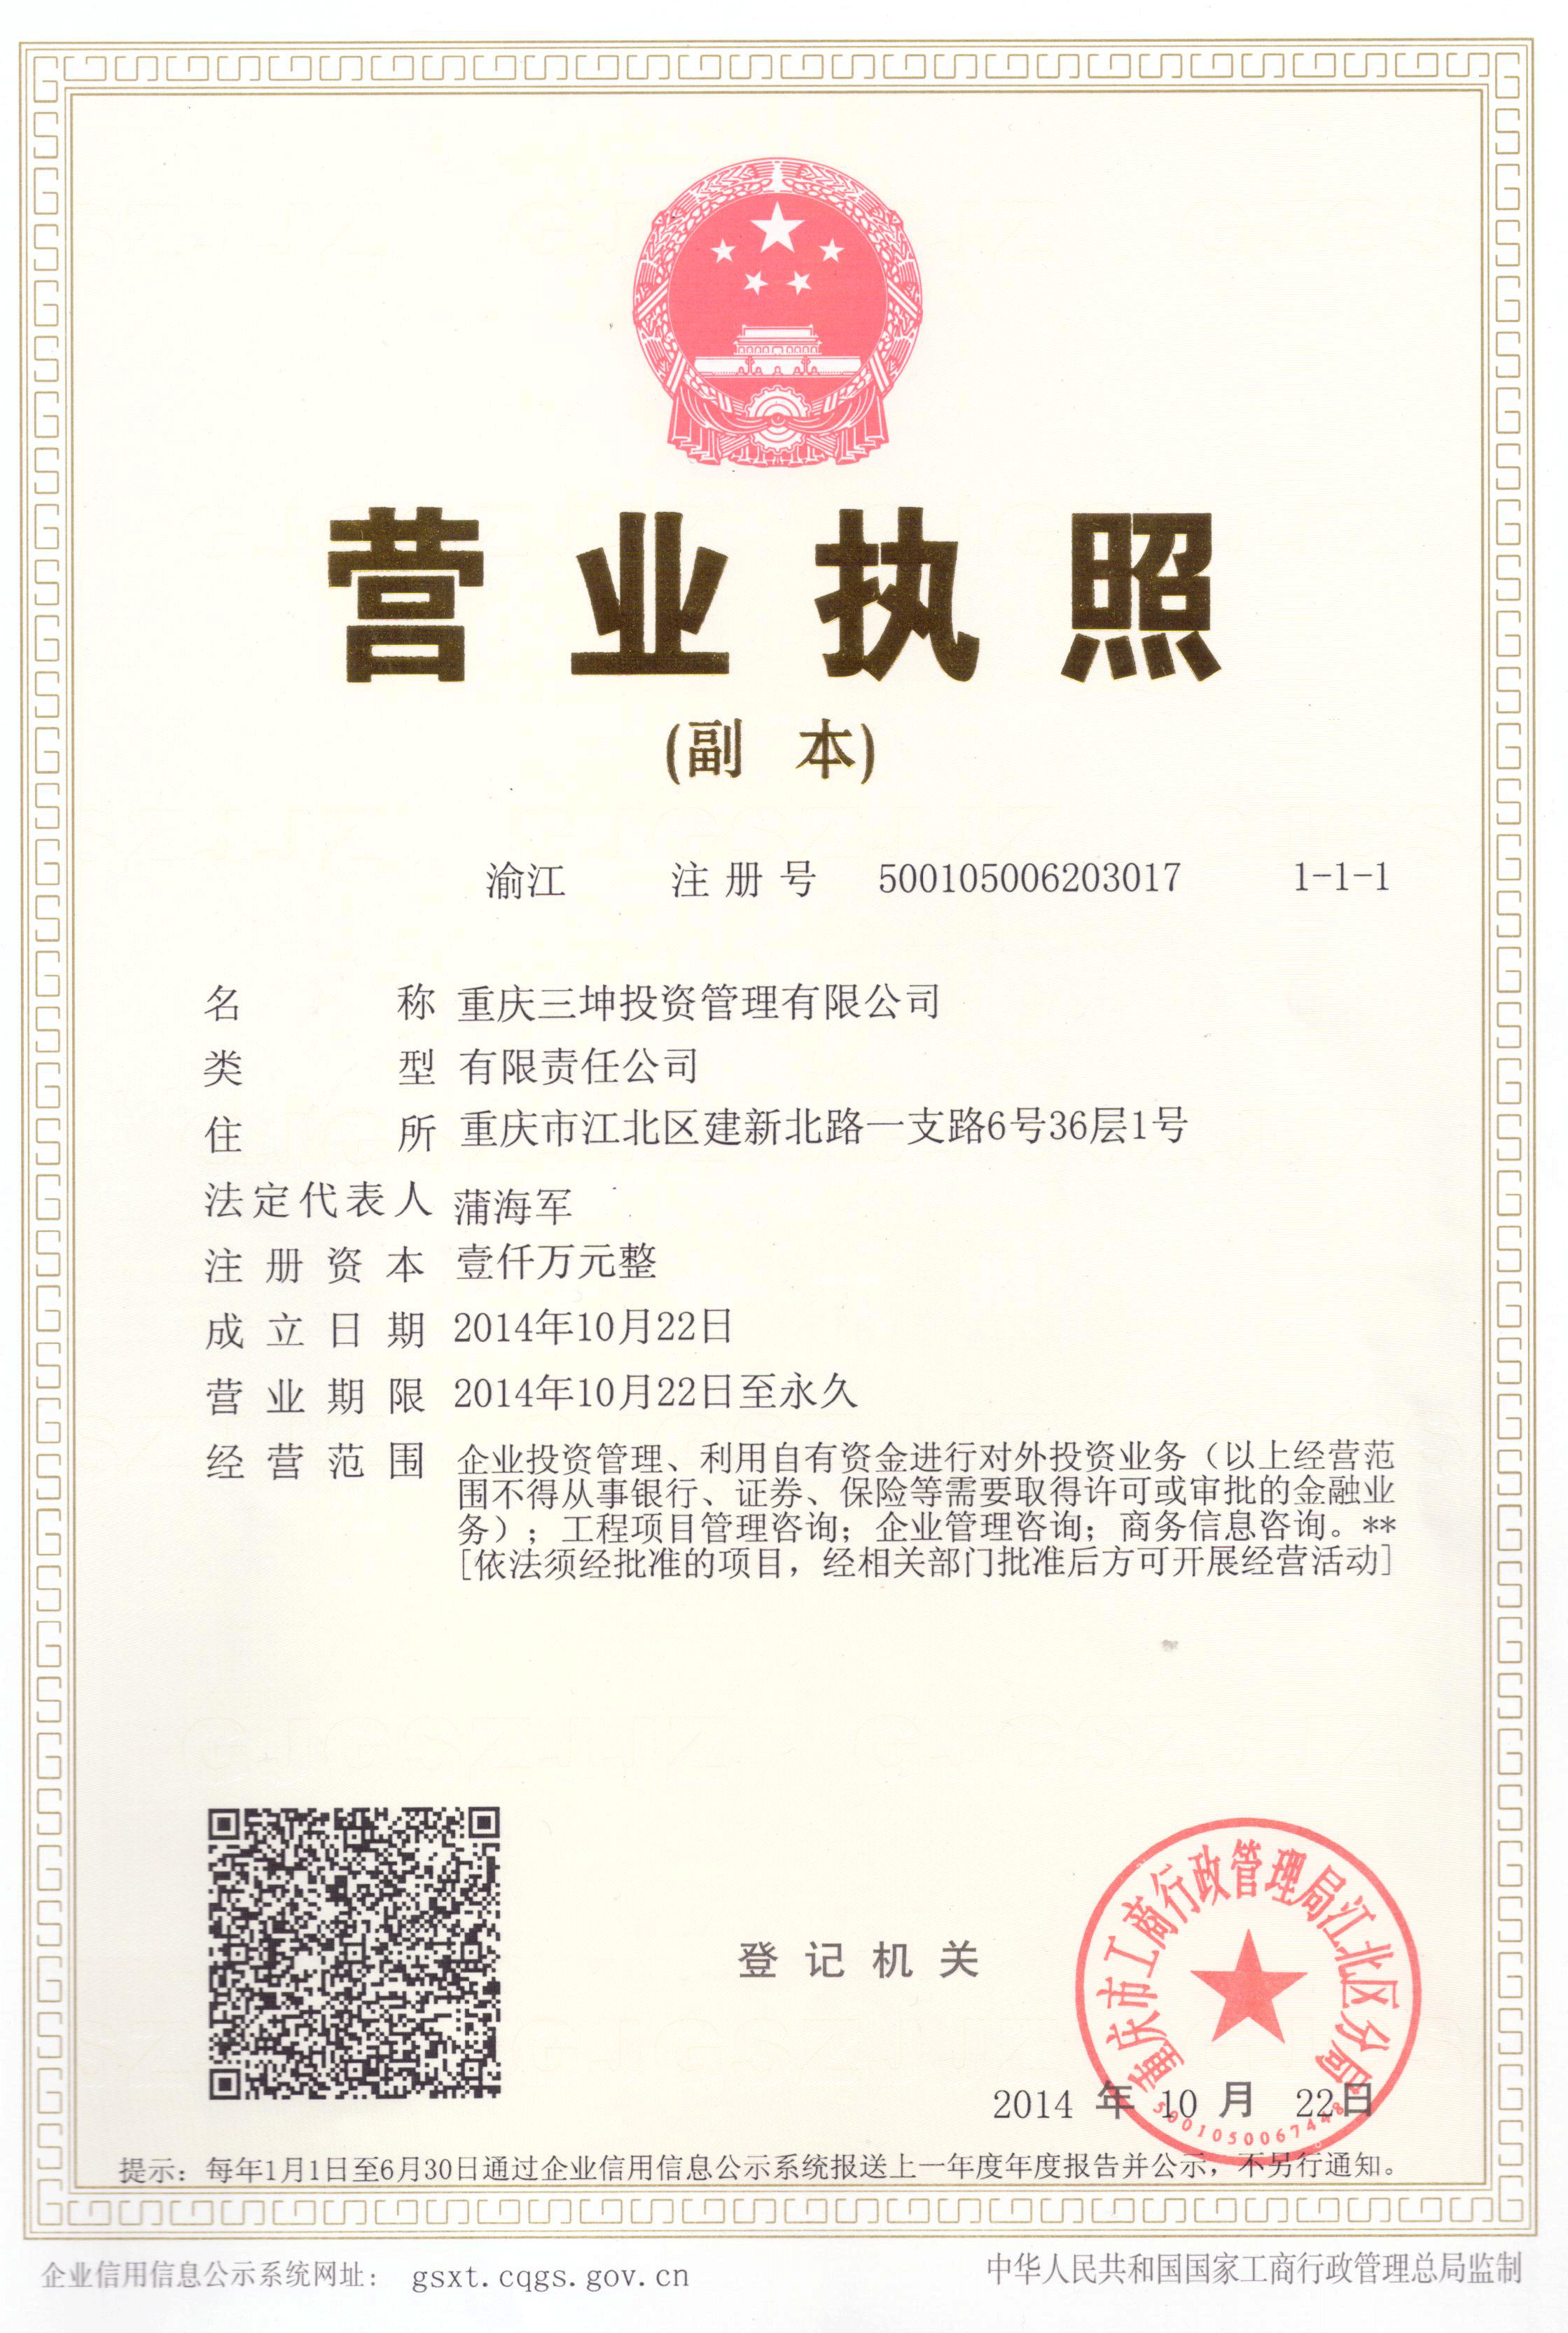 营业执照
(副 本)
渝江 注册号 500105006203017 1-1-1
名称 重庆三坤投资管理有限公司
类型 有限责任公司
住所 重庆市江北区建新北路一支路6号36层1号
法定代表人 蒲海军
注册资本 壹仟万元整
成立日期 2014年10月22日
营业期限 2014年10月22日至永久
经营范围 企业投资管理、利用自有资金进行对外投资业务（以上经营范
围不得从事银行、证券、保险等需要取得许可或审批的金融业
务）；工程项目管理咨询；企业管理咨询；商务信息咨询。**
[依法须经批准的项目，经相关部门批准后方可开展经营活动]
重庆市工商行政管理局江北区分局
登记机关
2014 年 10 月 22日
5001050067448
提示：每年1月1日至6月30日通过企业信用信息公示系统报送上一年度年度报告并公示，不另行通知。
企业信用信息公示系统网址： gsxt.cqgs.gov.cn
中华人民共和国国家工商行政管理总局监制